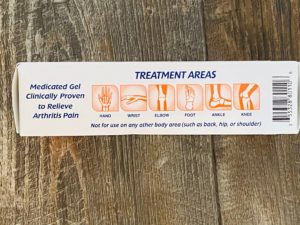 TREATMENT AREAS
Medicated Gel
Clinically Proven
to Relieve
Arthritis Pain
HAND WRIST ELBOW FOOT ANKLE KNEE
Not for use on any other body area (such as back, hip, or shoulder)